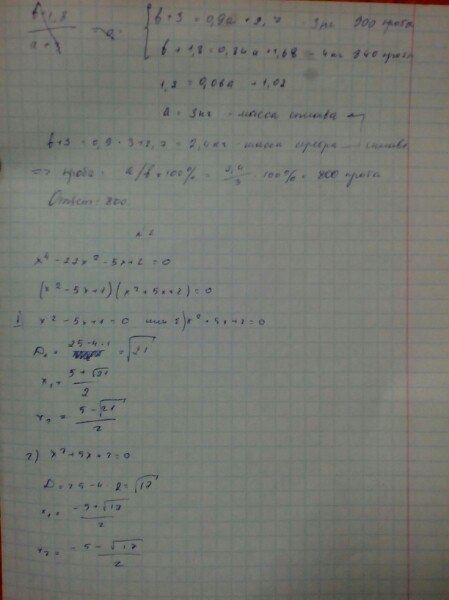 b + 3 = 0,9a + 2,7 - 3кг 900 проба
b + 1,8 = 0,84a + 1,68 - 4кг 840 проба
1,2 = 0,06a + 1,02
a = 3кг - масса сплава
b+3 = 0,9 · 3 + 2,7 = 2,4кг - масса серебра сплава
=> проба = a/b × 100% = 2,4/3 · 100% = 800 проба
Ответ: 800.
№ 2
x⁴ - 22x² - 5x + 2 = 0
(x² - 5x + 1)(x² + 5x + 2) = 0
1) x² - 5x + 1 = 0 или 2) x² + 5x + 2 = 0
D₁ = 25 - 4 · 1 = √21
x₁ = (5 + √21)/2
x₂ = (5 - √21)/2
2) x² + 5x + 2 = 0
D = 25 - 4 · 2 = √17
x₁ = (-5 + √17)/2
x₂ = (-5 - √17)/2